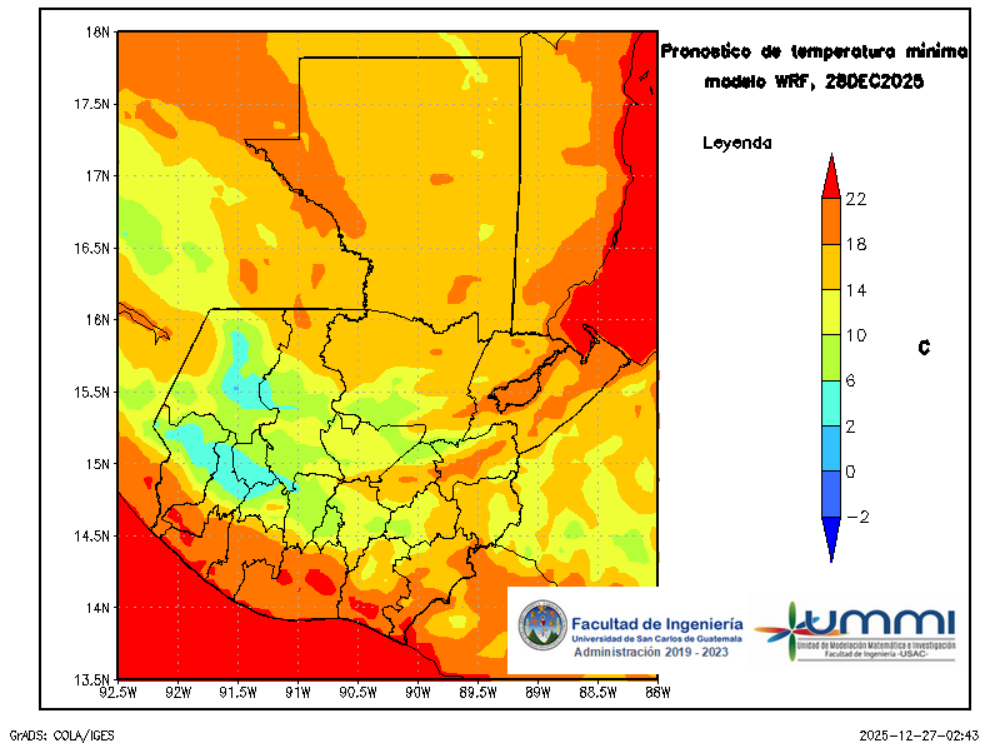 Pronostico de temperatura minima
modelo WRF, 28DEC2025
Leyenda
22
18
14
10
6
2
0
-2
C
18N
17.5N
17N
16.5N
16N
15.5N
15N
14.5N
14N
13.5N
92.5W 92W 91.5W 91W 90.5W 90W 89.5W 89W 88.5W 88W
Facultad de Ingeniería
Universidad de San Carlos de Guatemala
Administración 2019 - 2023
ummi
Unidad de Modelación Matemática e Investigación
Facultad de Ingeniería -USAC-
GrADS: COLA/IGES
2025-12-27-02:43